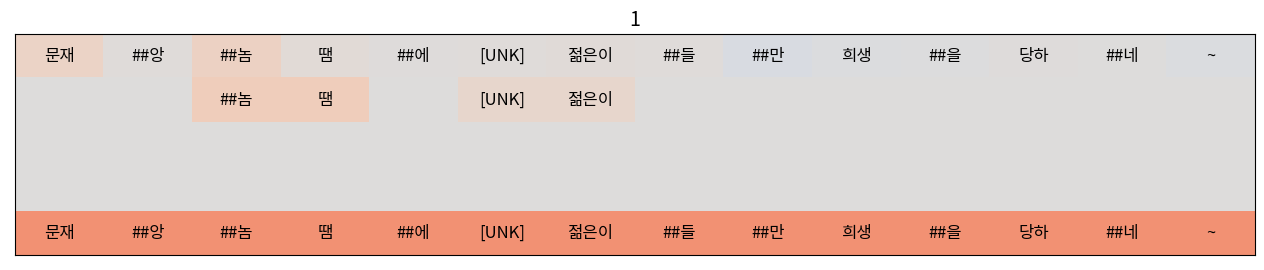 1
문재 ##앙 ##놈 땜 ##에 [UNK] 젊은이 ##들 ##만 희생 ##을 당하 ##네 ~
##놈 땜 [UNK] 젊은이
문재 ##앙 ##놈 땜 ##에 [UNK] 젊은이 ##들 ##만 희생 ##을 당하 ##네 ~